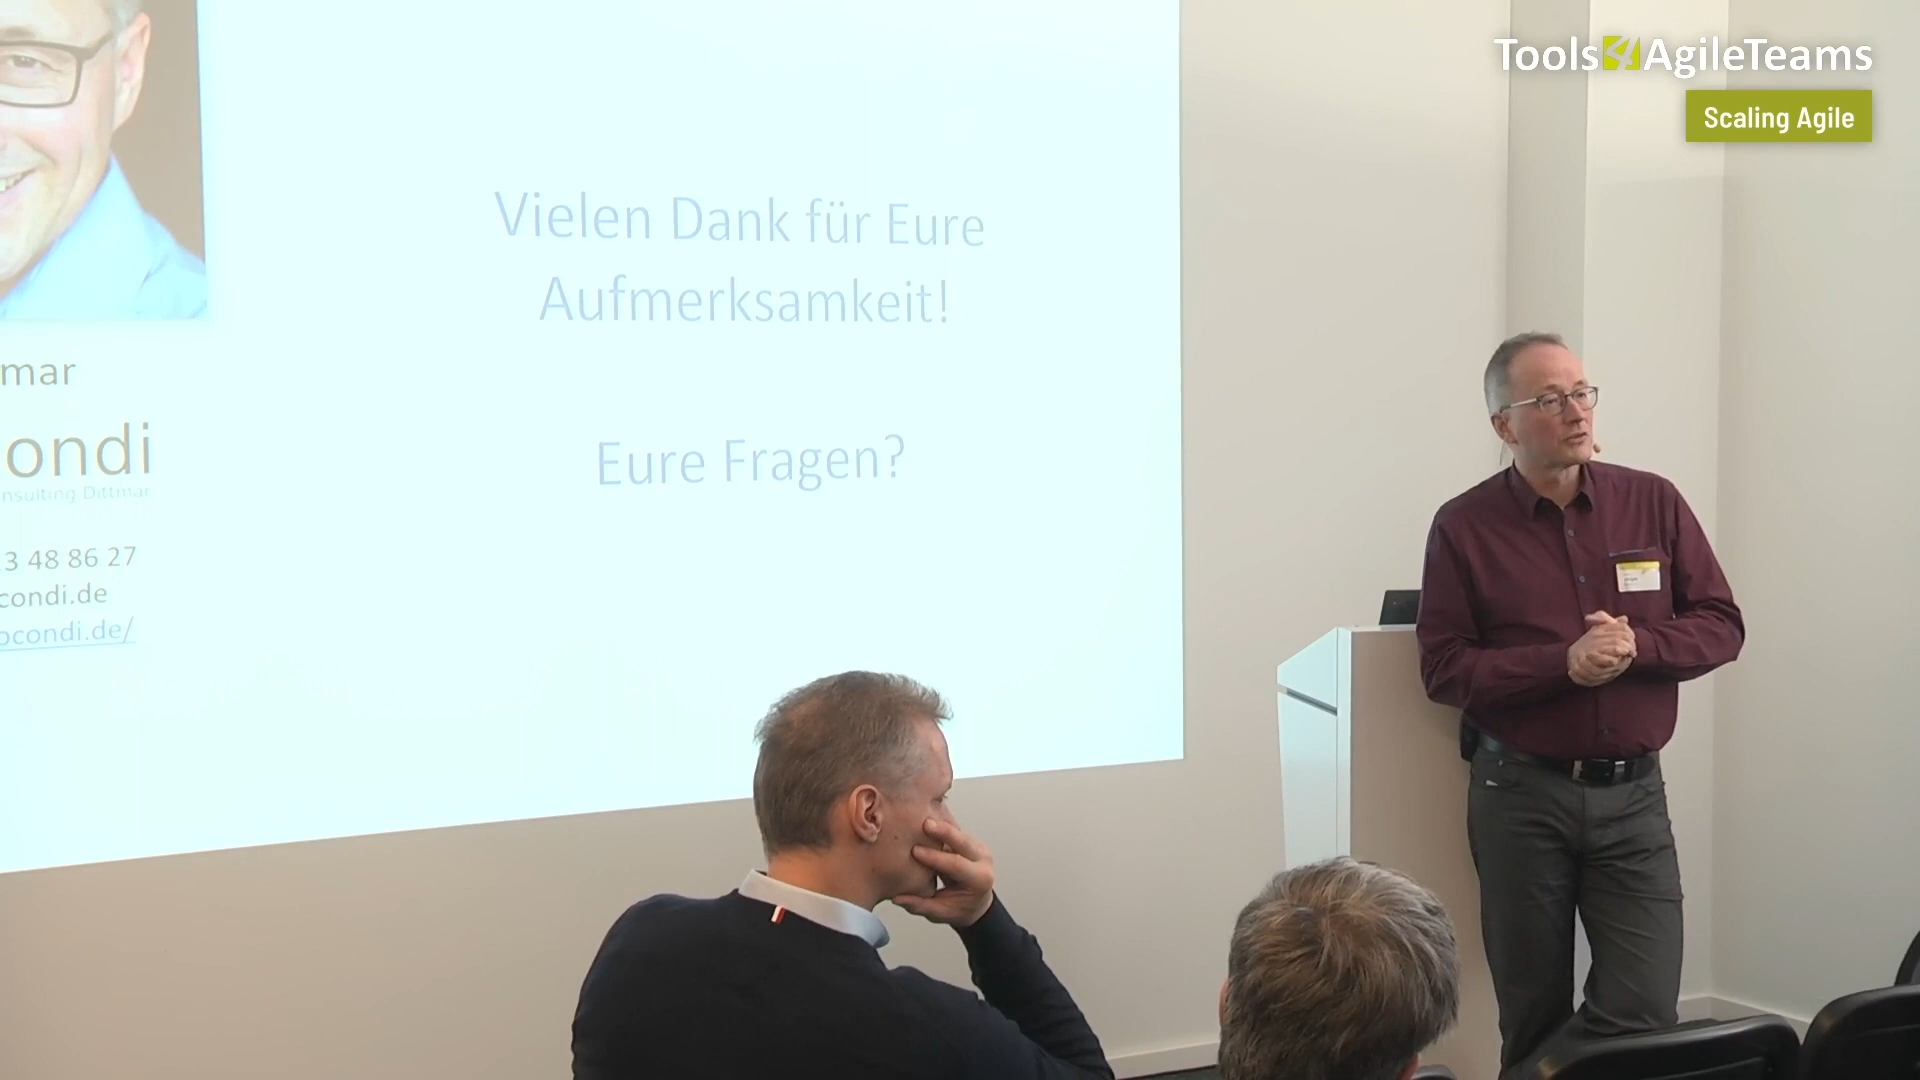 Tools4AgileTeams
Scaling Agile
Vielen Dank für Eure
Aufmerksamkeit!
Eure Fragen?
mar
ondi
nsulting Dittmar
3 48 86 27
condi.de
ocondi.de/